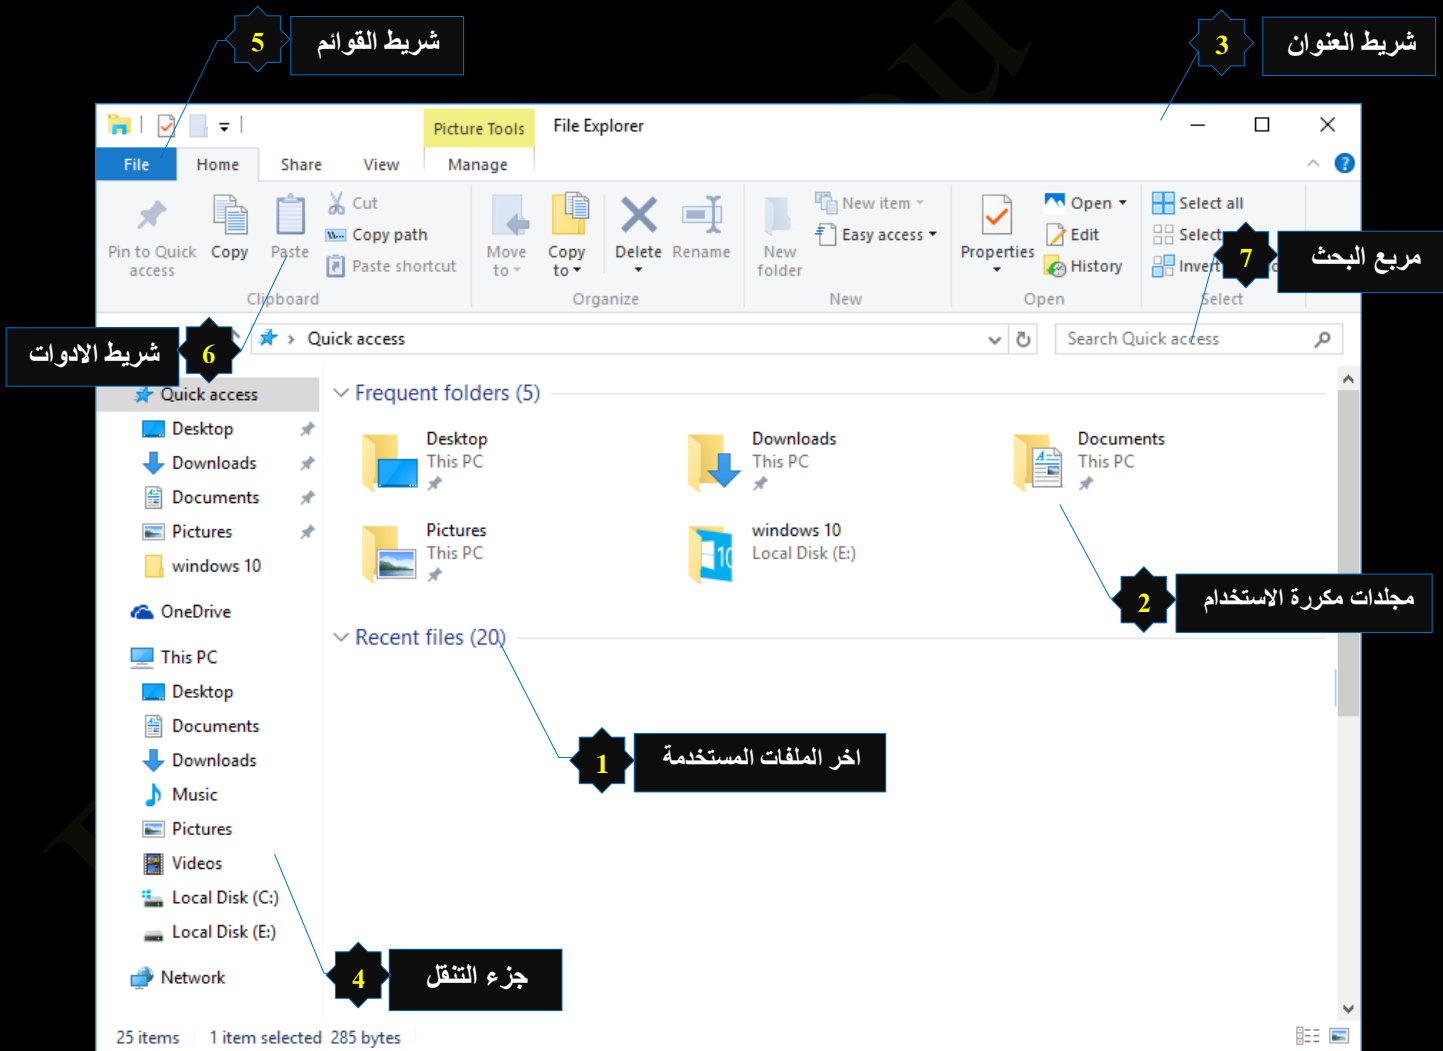 5 شريط القوائم
3 شريط العنوان
Picture Tools File Explorer
File Home Share View Manage
Pin to Quick access
Copy
Paste
Cut
Copy path
Paste shortcut
Clipboard
Move to
Copy to
Delete
Rename
Organize
New folder
New item
Easy access
New
Properties
Open
Edit
History
Open
Select all
Select
Invert
Select
7 مربع البحث
6 شريط الادوات
Quick access
Search Quick access
Quick access
Desktop
Downloads
Documents
Pictures
windows 10
OneDrive
This PC
Desktop
Documents
Downloads
Music
Pictures
Videos
Local Disk (C:)
Local Disk (E:)
Network
Frequent folders (5)
Desktop
This PC
Downloads
This PC
Documents
This PC
Pictures
This PC
windows 10
Local Disk (E:)
2 مجلدات مكررة الاستخدام
Recent files (20)
1 اخر الملفات المستخدمة
4 جزء التنقل
25 items 1 item selected 285 bytes